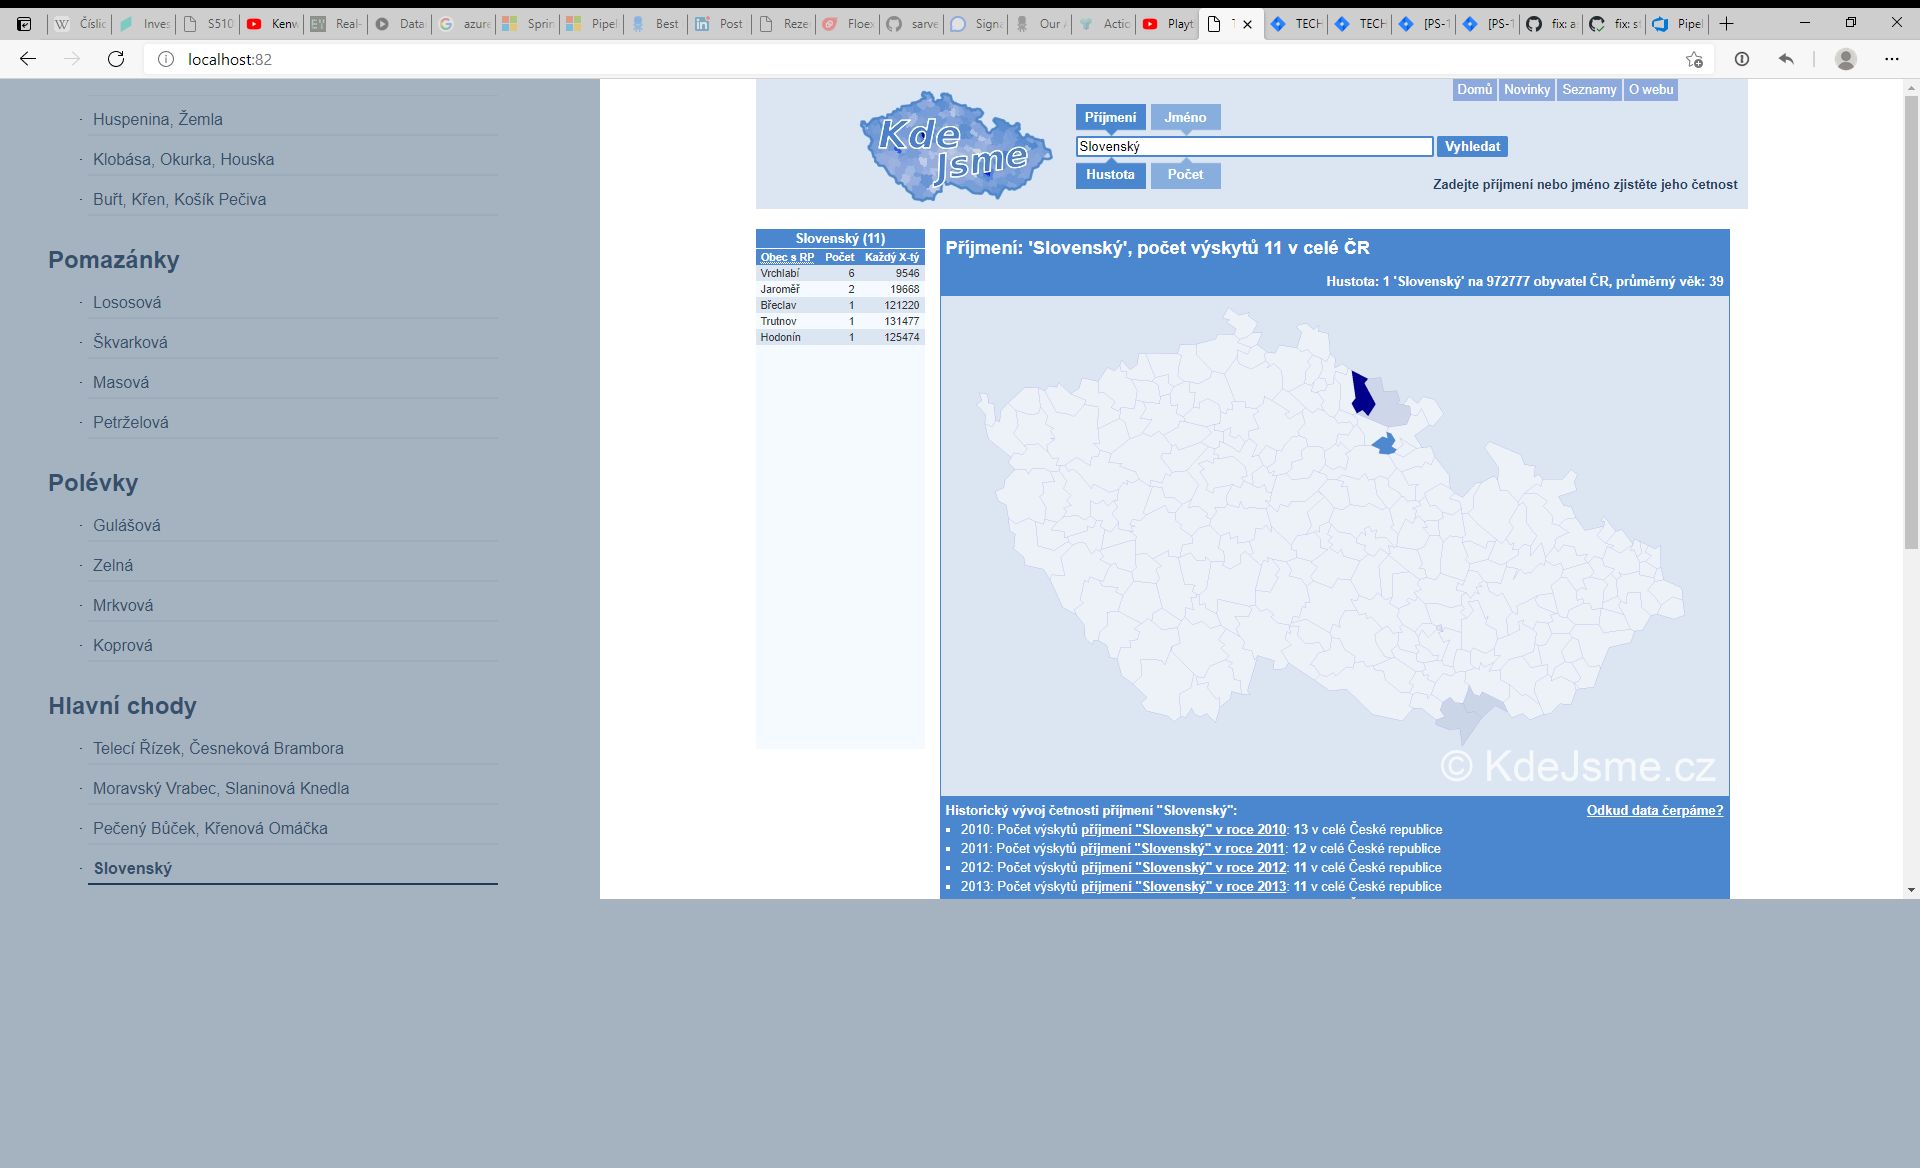 Číslic
Inves
S510
Kenw
Real-
Data
azure
Sprin
Pipel
Best
Post
Reze
Floex
sarve
Signa
Our A
Actio
Playt
TECH
TECH
[PS-1
[PS-1
fix: a
fix: s
Pipel
localhost:82
Huspenina, Žemla
Klobása, Okurka, Houska
Buřt, Křen, Košík Pečiva
Pomazánky
Lososová
Škvarková
Masová
Petrželová
Polévky
Gulášová
Zelná
Mrkvová
Koprová
Hlavní chody
Telecí Řízek, Česneková Brambora
Moravský Vrabec, Slaninová Knedla
Pečený Bůček, Křenová Omáčka
Slovenský
Domů Novinky Seznamy O webu
Kde Jsme
Příjmení Jméno
Slovenský Vyhledat
Hustota Počet
Zadejte příjmení nebo jméno zjistěte jeho četnost
Slovenský (11)
Obec s RP Počet Každý X-tý
Vrchlabí 6 9546
Jaroměř 2 19668
Břeclav 1 121220
Trutnov 1 131477
Hodonín 1 125474
Příjmení: 'Slovenský', počet výskytů 11 v celé ČR
Hustota: 1 'Slovenský' na 972777 obyvatel ČR, průměrný věk: 39
© KdeJsme.cz
Historický vývoj četnosti příjmení "Slovenský": Odkud data čerpáme?
2010: Počet výskytů příjmení "Slovenský" v roce 2010: 13 v celé České republice
2011: Počet výskytů příjmení "Slovenský" v roce 2011: 12 v celé České republice
2012: Počet výskytů příjmení "Slovenský" v roce 2012: 11 v celé České republice
2013: Počet výskytů příjmení "Slovenský" v roce 2013: 11 v celé České republice